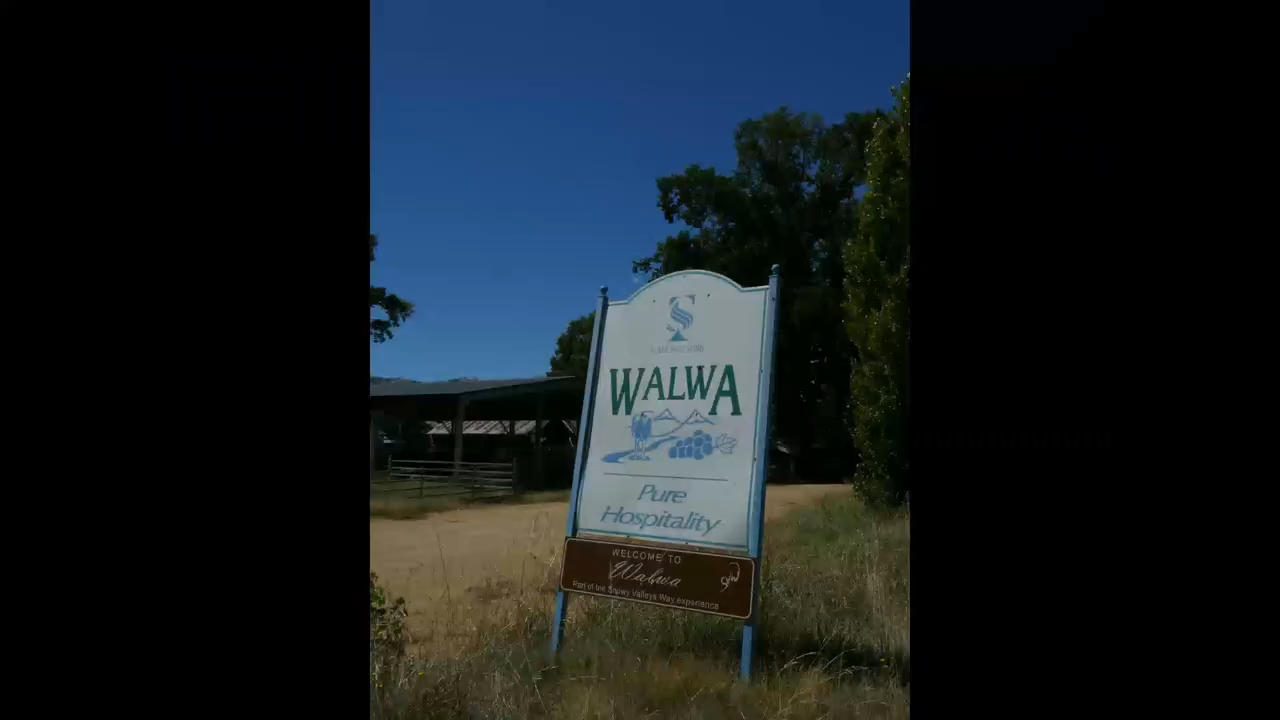 WALWA
Pure
Hospitality
WELCOME TO
Walwa
Part of the Snowy Valleys Way experience